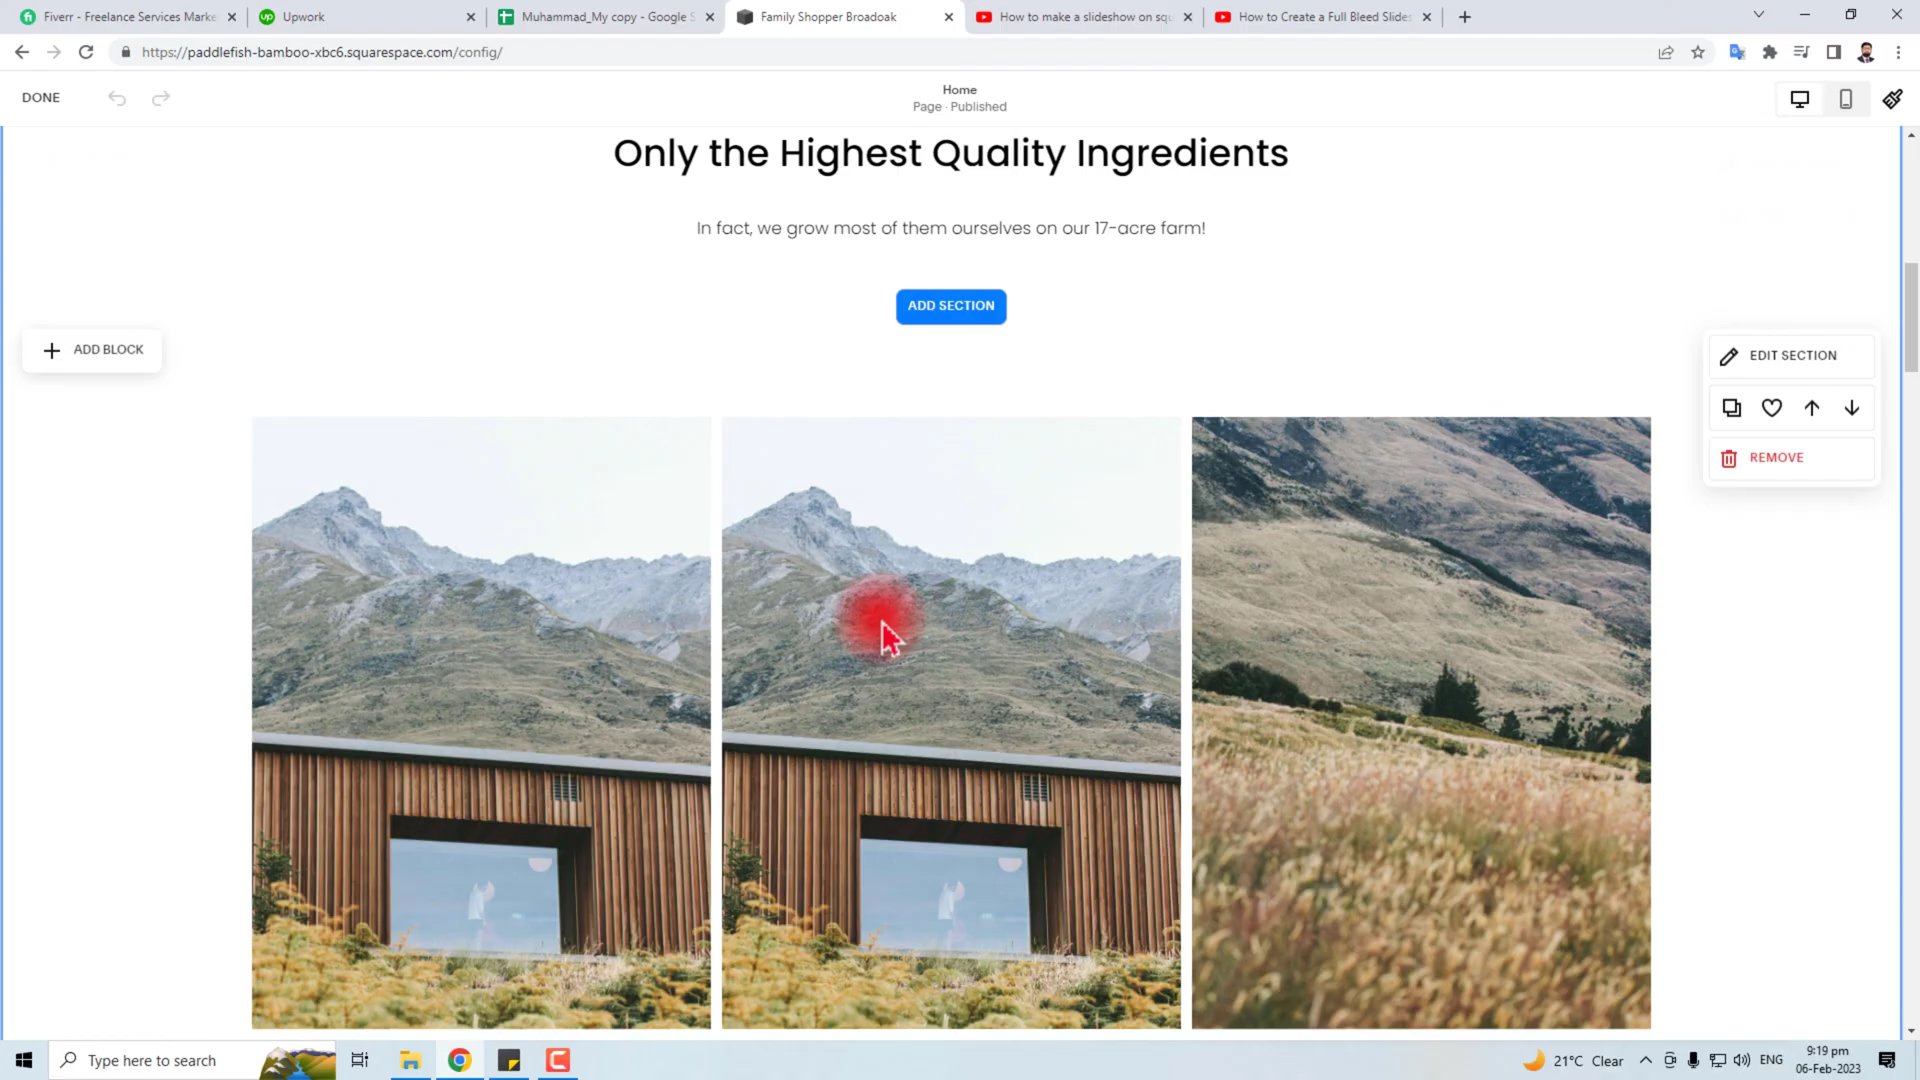 Fiverr - Freelance Services Marke
Upwork
Muhammad_My copy - Google S
Family Shopper Broadoak
How to make a slideshow on squ
How to Create a Full Bleed Slides
https://paddlefish-bamboo-xbc6.squarespace.com/config/
DONE
Home
Page · Published
Only the Highest Quality Ingredients
In fact, we grow most of them ourselves on our 17-acre farm!
ADD SECTION
ADD BLOCK
EDIT SECTION
REMOVE
Type here to search
21°C Clear
ENG
9:19 pm
06-Feb-2023